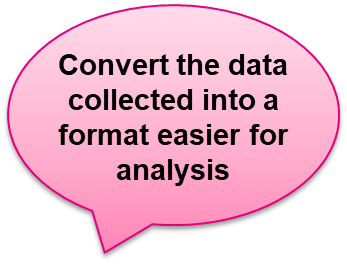 Convert the data
collected into a
format easier for
analysis